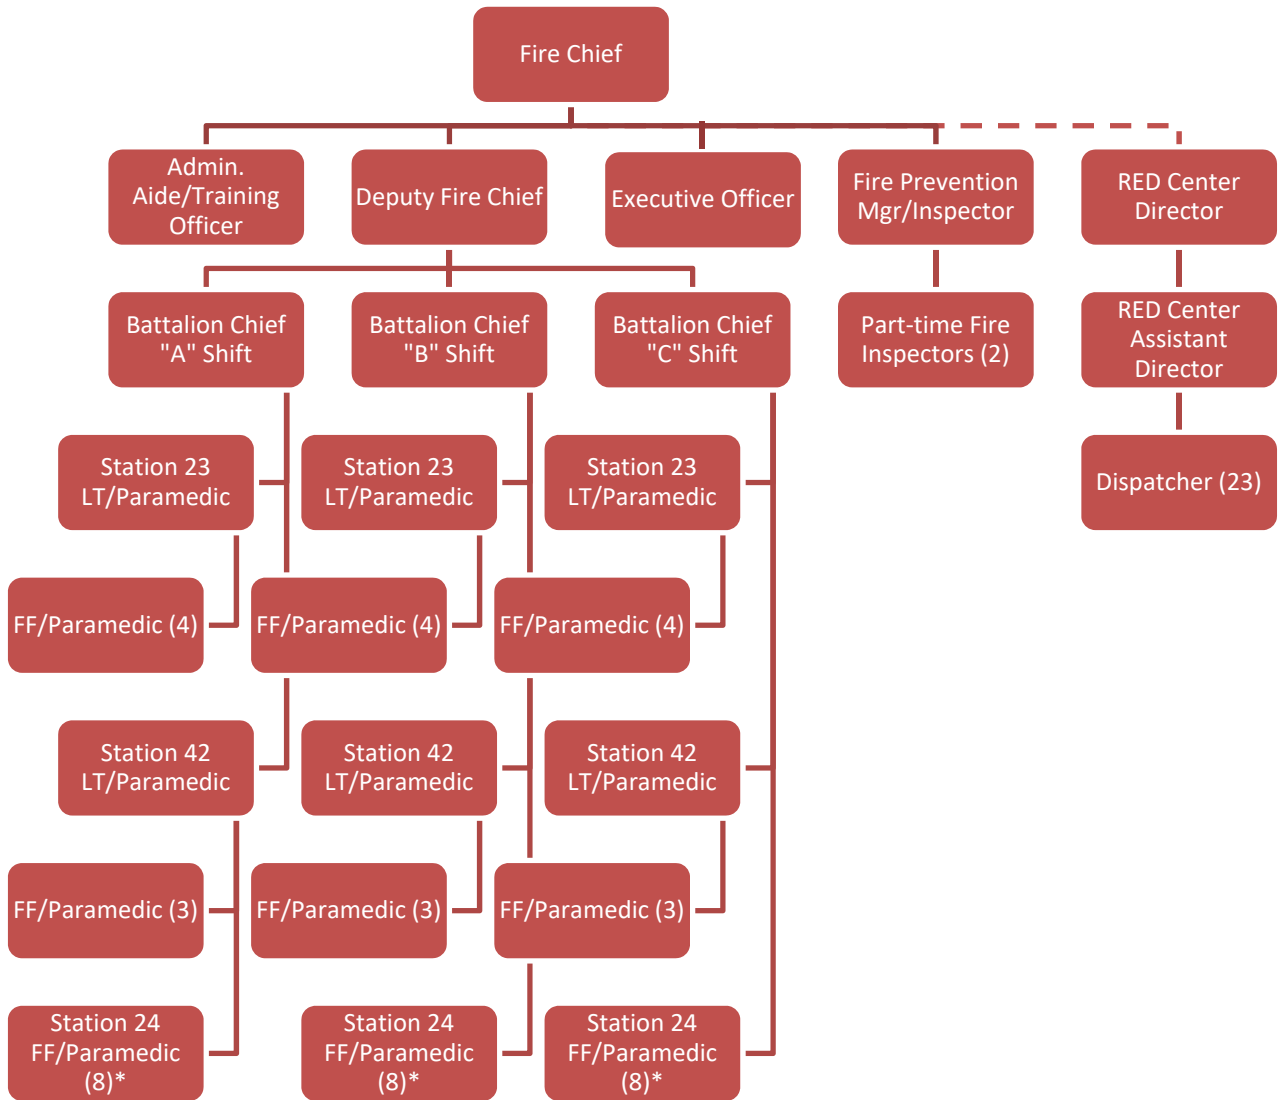 Fire Chief
Admin.
Aide/Training
Officer
Deputy Fire Chief
Executive Officer
Fire Prevention
Mgr/Inspector
RED Center
Director
Battalion Chief
"A" Shift
Battalion Chief
"B" Shift
Battalion Chief
"C" Shift
Part-time Fire
Inspectors (2)
RED Center
Assistant
Director
Station 23
LT/Paramedic
Station 23
LT/Paramedic
Station 23
LT/Paramedic
Dispatcher (23)
FF/Paramedic (4)
FF/Paramedic (4)
FF/Paramedic (4)
Station 42
LT/Paramedic
Station 42
LT/Paramedic
Station 42
LT/Paramedic
FF/Paramedic (3)
FF/Paramedic (3)
FF/Paramedic (3)
Station 24
FF/Paramedic
(8)*
Station 24
FF/Paramedic
(8)*
Station 24
FF/Paramedic
(8)*